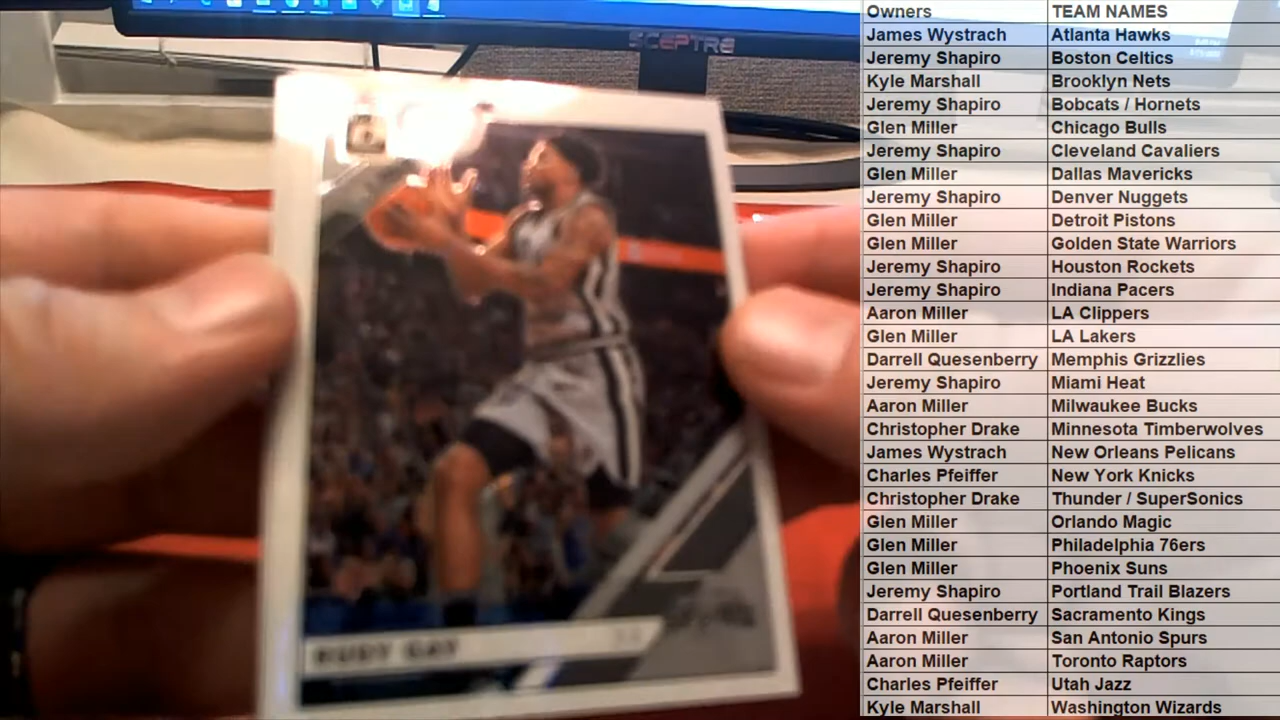 SCEPTRE
RUDY GAY
Owners TEAM NAMES
James Wystrach Atlanta Hawks
Jeremy Shapiro Boston Celtics
Kyle Marshall Brooklyn Nets
Jeremy Shapiro Bobcats / Hornets
Glen Miller Chicago Bulls
Jeremy Shapiro Cleveland Cavaliers
Glen Miller Dallas Mavericks
Jeremy Shapiro Denver Nuggets
Glen Miller Detroit Pistons
Glen Miller Golden State Warriors
Jeremy Shapiro Houston Rockets
Jeremy Shapiro Indiana Pacers
Aaron Miller LA Clippers
Glen Miller LA Lakers
Darrell Quesenberry Memphis Grizzlies
Jeremy Shapiro Miami Heat
Aaron Miller Milwaukee Bucks
Christopher Drake Minnesota Timberwolves
James Wystrach New Orleans Pelicans
Charles Pfeiffer New York Knicks
Christopher Drake Thunder / SuperSonics
Glen Miller Orlando Magic
Glen Miller Philadelphia 76ers
Glen Miller Phoenix Suns
Jeremy Shapiro Portland Trail Blazers
Darrell Quesenberry Sacramento Kings
Aaron Miller San Antonio Spurs
Aaron Miller Toronto Raptors
Charles Pfeiffer Utah Jazz
Kyle Marshall Washington Wizards